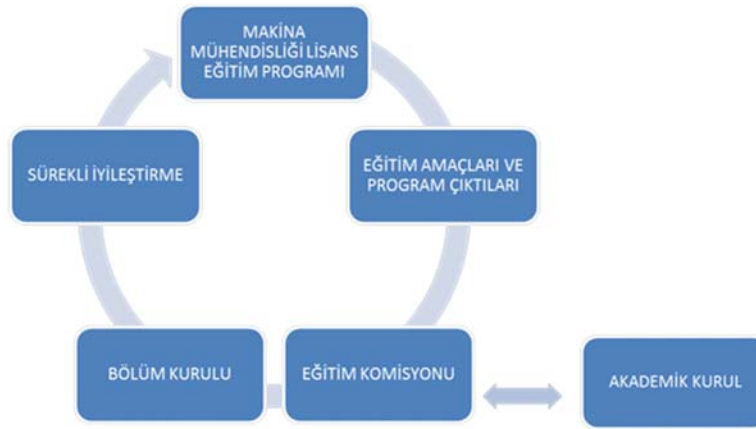 MAKİNA
MÜHENDİSLİĞİ LİSANS
EĞİTİM PROGRAMI
SÜREKLİ İYİLEŞTİRME
EĞİTİM AMAÇLARI VE
PROGRAM ÇIKTILARI
BÖLÜM KURULU
EĞİTİM KOMİSYONU
AKADEMİK KURUL